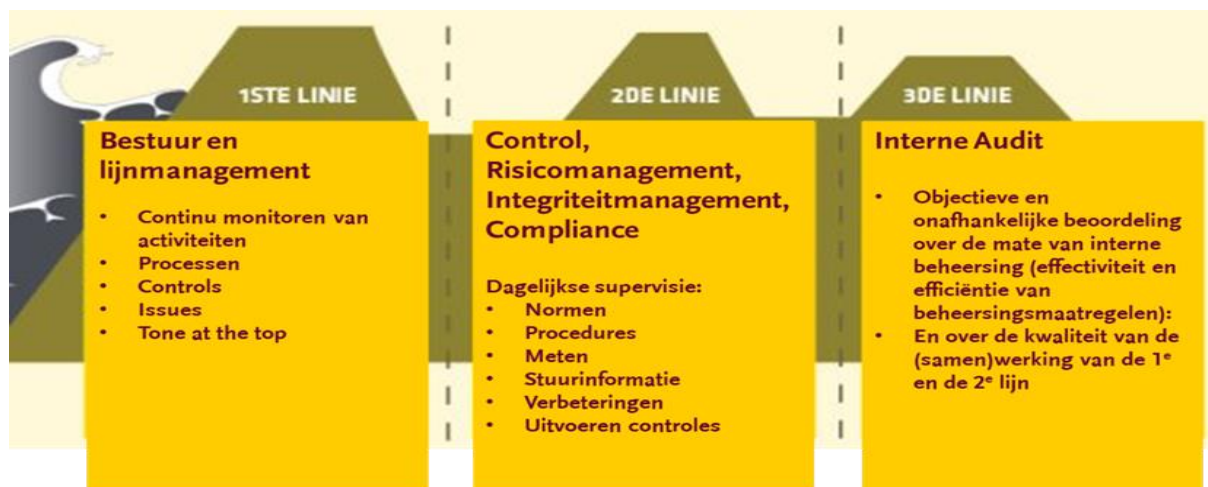 1STE LINIE
Bestuur en
lijnmanagement
• Continu monitoren van
activiteiten
• Processen
• Controls
• Issues
• Tone at the top
2DE LINIE
Control,
Risicomanagement,
Integriteitmanagement,
Compliance
Dagelijkse supervisie:
• Normen
• Procedures
• Meten
• Stuurinformatie
• Verbeteringen
• Uitvoeren controles
3DE LINIE
Interne Audit
• Objectieve en
onafhankelijke beoordeling
over de mate van interne
beheersing (effectiviteit en
efficiëntie van
beheersingsmaatregelen):
• En over de kwaliteit van de
(samen)werking van de 1ᵉ
en de 2ᵉ lijn